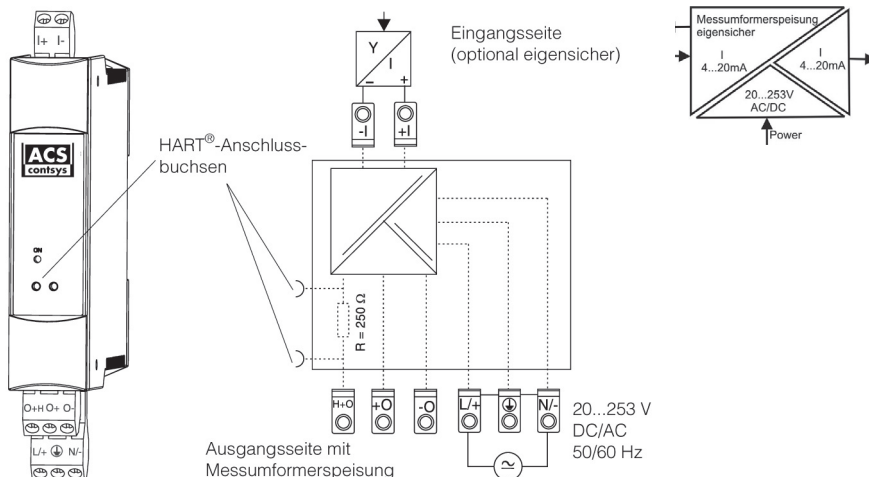 I+ I-
ACS
contsys
ON
O+H O+ O-
L/+ N/-
HART®-Anschluss-
buchsen
Y
I
- +
-I +I
Eingangsseite
(optional eigensicher)
R = 250 Ω
H+O +O -O L/+ N/-
20...253 V
DC/AC
50/60 Hz
Ausgangsseite mit
Messumformerspeisung
Messumformerspeisung
eigensicher
I
4...20mA
I
4...20mA
20...253V
AC/DC
Power